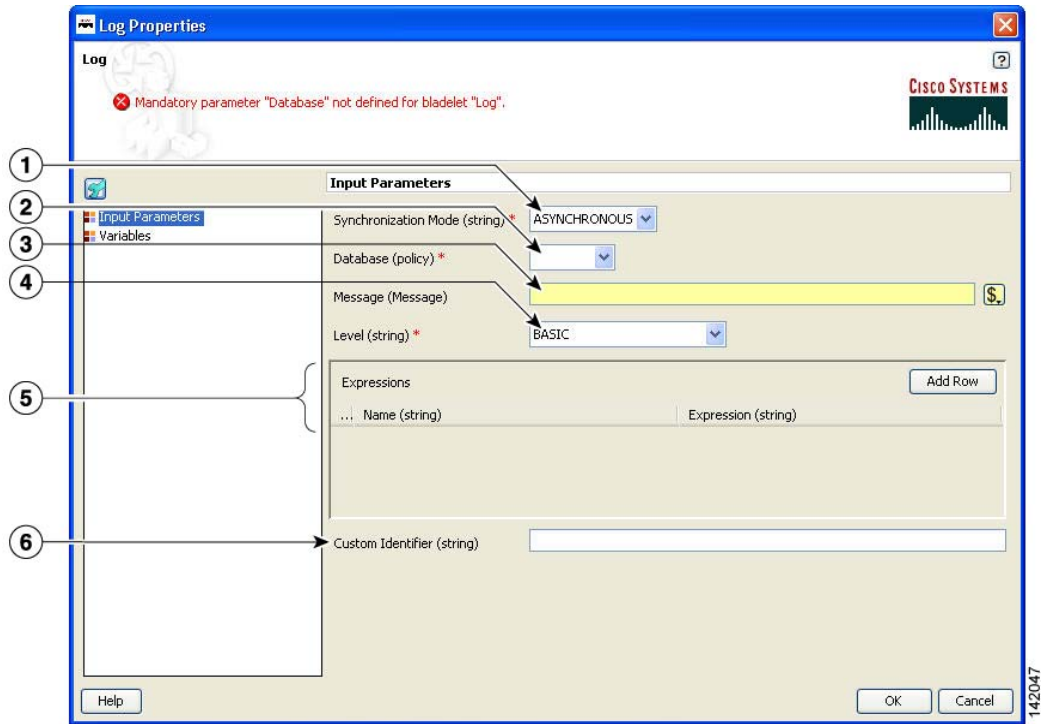 Log Properties
Log
Mandatory parameter "Database" not defined for bladelet "Log".
CISCO SYSTEMS
1
2
3
4
5
6
Input Parameters
Variables
Input Parameters
Synchronization Mode (string) * ASYNCHRONOUS
Database (policy) *
Message (Message) $
Level (string) * BASIC
Expressions Add Row
... Name (string) Expression (string)
Custom Identifier (string)
Help OK Cancel
142047